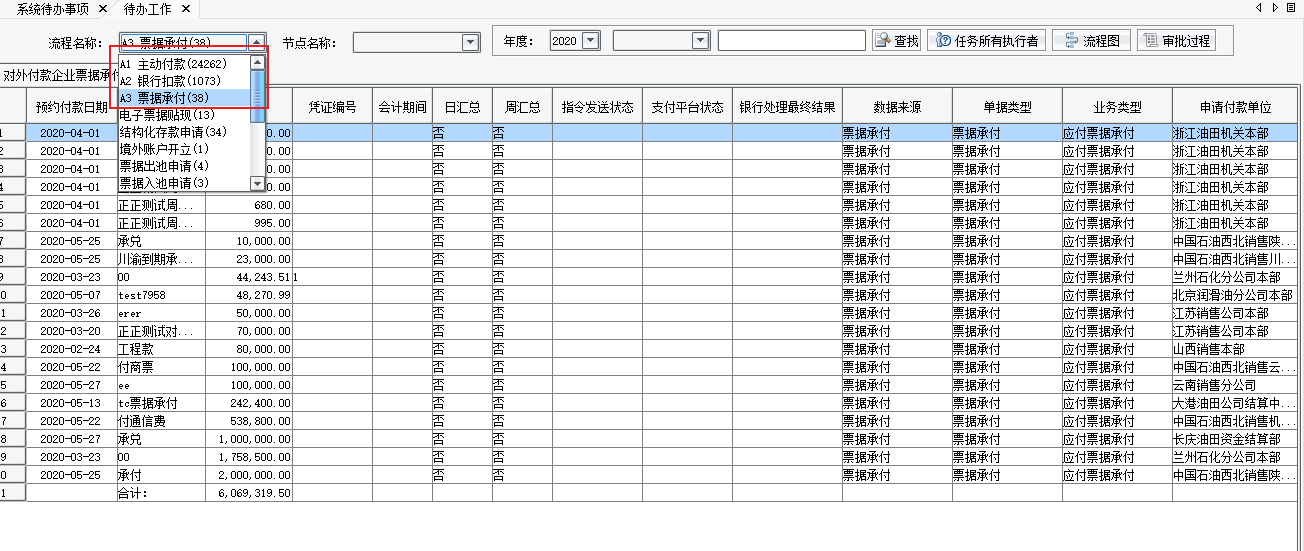 系统待办事项 × 待办工作 ×
流程名称： A3 票据承付(38) 节点名称： 年度： 2020 查找 任务所有执行者 流程图 审批过程
A1 主动付款(24262)
A2 银行扣款(1073)
A3 票据承付(38)
电子票据贴现(13)
结构化存款申请(34)
境外账户开立(1)
票据出池申请(4)
票据入池申请(3)
对外付款企业票据承付
预约付款日期 凭证编号 会计期间 日汇总 周汇总 指令发送状态 支付平台状态 银行处理最终结果 数据来源 单据类型 业务类型 申请付款单位
1 2020-04-01 0.00 否 否 票据承付 票据承付 应付票据承付 浙江油田机关本部
2 2020-04-01 否 否 票据承付 票据承付 应付票据承付 浙江油田机关本部
3 2020-04-01 否 否 票据承付 票据承付 应付票据承付 浙江油田机关本部
4 2020-04-01 否 否 票据承付 票据承付 应付票据承付 浙江油田机关本部
5 2020-04-01 正正测试周... 680.00 否 否 票据承付 票据承付 应付票据承付 浙江油田机关本部
6 2020-04-01 正正测试周... 995.00 否 否 票据承付 票据承付 应付票据承付 浙江油田机关本部
7 2020-05-25 承兑 10,000.00 否 否 票据承付 票据承付 应付票据承付 中国石油西北销售陕...
8 2020-05-25 川渝到期承... 23,000.00 否 否 票据承付 票据承付 应付票据承付 中国石油西北销售川...
9 2020-03-23 00 44,243.51 1 否 否 票据承付 票据承付 应付票据承付 兰州石化分公司本部
0 2020-05-07 test7958 48,270.99 否 否 票据承付 票据承付 应付票据承付 北京润滑油分公司本部
1 2020-03-26 erer 50,000.00 否 否 票据承付 票据承付 应付票据承付 江苏销售本部
2 2020-03-20 正正测试对... 70,000.00 否 否 票据承付 票据承付 应付票据承付 江苏销售本部
3 2020-02-24 工程款 80,000.00 否 否 票据承付 票据承付 应付票据承付 山西销售本部
4 2020-05-22 付商票 100,000.00 否 否 票据承付 票据承付 应付票据承付 中国石油西北销售云...
5 2020-05-27 ee 100,000.00 否 否 票据承付 票据承付 应付票据承付 云南销售分公司
6 2020-05-13 tc票据承付 242,400.00 否 否 票据承付 票据承付 应付票据承付 大港油田公司结算中...
7 2020-05-22 付通信费 538,800.00 否 否 票据承付 票据承付 应付票据承付 中国石油西北销售机...
8 2020-05-27 承兑 1,000,000.00 否 否 票据承付 票据承付 应付票据承付 长庆油田资金结算部
9 2020-03-23 00 1,758,500.00 否 否 票据承付 票据承付 应付票据承付 兰州石化分公司本部
0 2020-05-25 承付 2,000,000.00 否 否 票据承付 票据承付 应付票据承付 中国石油西北销售陕...
1 合计： 6,069,319.50